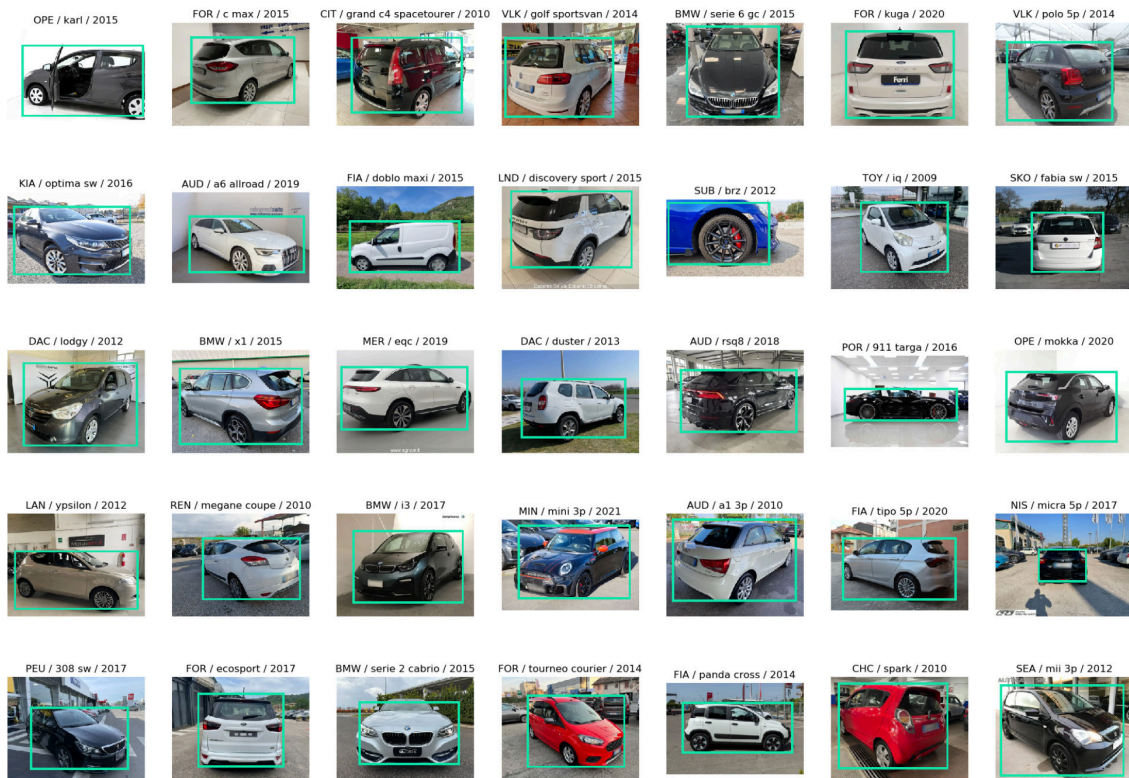 OPE / karl / 2015
FOR / c max / 2015
CIT / grand c4 spacetourer / 2010
VLK / golf sportsvan / 2014
BMW / serie 6 gc / 2015
FOR / kuga / 2020
VLK / polo 5p / 2014
Ferri
KIA / optima sw / 2016
AUD / a6 allroad / 2019
FIA / doblo maxi / 2015
LND / discovery sport / 2015
SUB / brz / 2012
TOY / iq / 2009
SKO / fabia sw / 2015
DAC / lodgy / 2012
BMW / x1 / 2015
MER / eqc / 2019
DAC / duster / 2013
AUD / rsq8 / 2018
POR / 911 targa / 2016
OPE / mokka / 2020
LAN / ypsilon / 2012
REN / megane coupe / 2010
BMW / i3 / 2017
MIN / mini 3p / 2021
AUD / a1 3p / 2010
FIA / tipo 5p / 2020
NIS / micra 5p / 2017
PEU / 308 sw / 2017
FOR / ecosport / 2017
BMW / serie 2 cabrio / 2015
FOR / tourneo courier / 2014
FIA / panda cross / 2014
CHC / spark / 2010
SEA / mii 3p / 2012